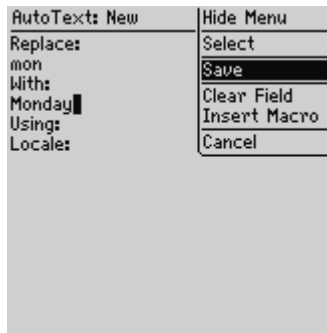 AutoText: New
Replace:
mon
With:
Monday
Using:
Locale:
Hide Menu
Select
Save
Clear Field
Insert Macro
Cancel